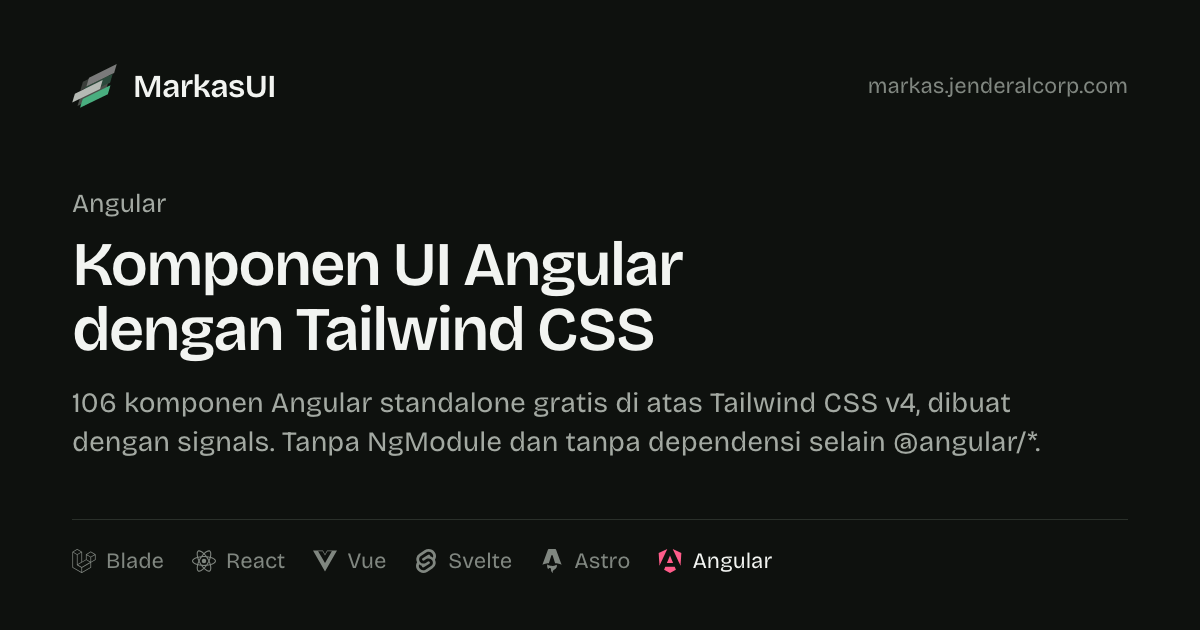 MarkasUI
markas.jenderalcorp.com
Angular
Komponen UI Angular
dengan Tailwind CSS
106 komponen Angular standalone gratis di atas Tailwind CSS v4, dibuat
dengan signals. Tanpa NgModule dan tanpa dependensi selain @angular/*.
Blade React Vue Svelte Astro Angular